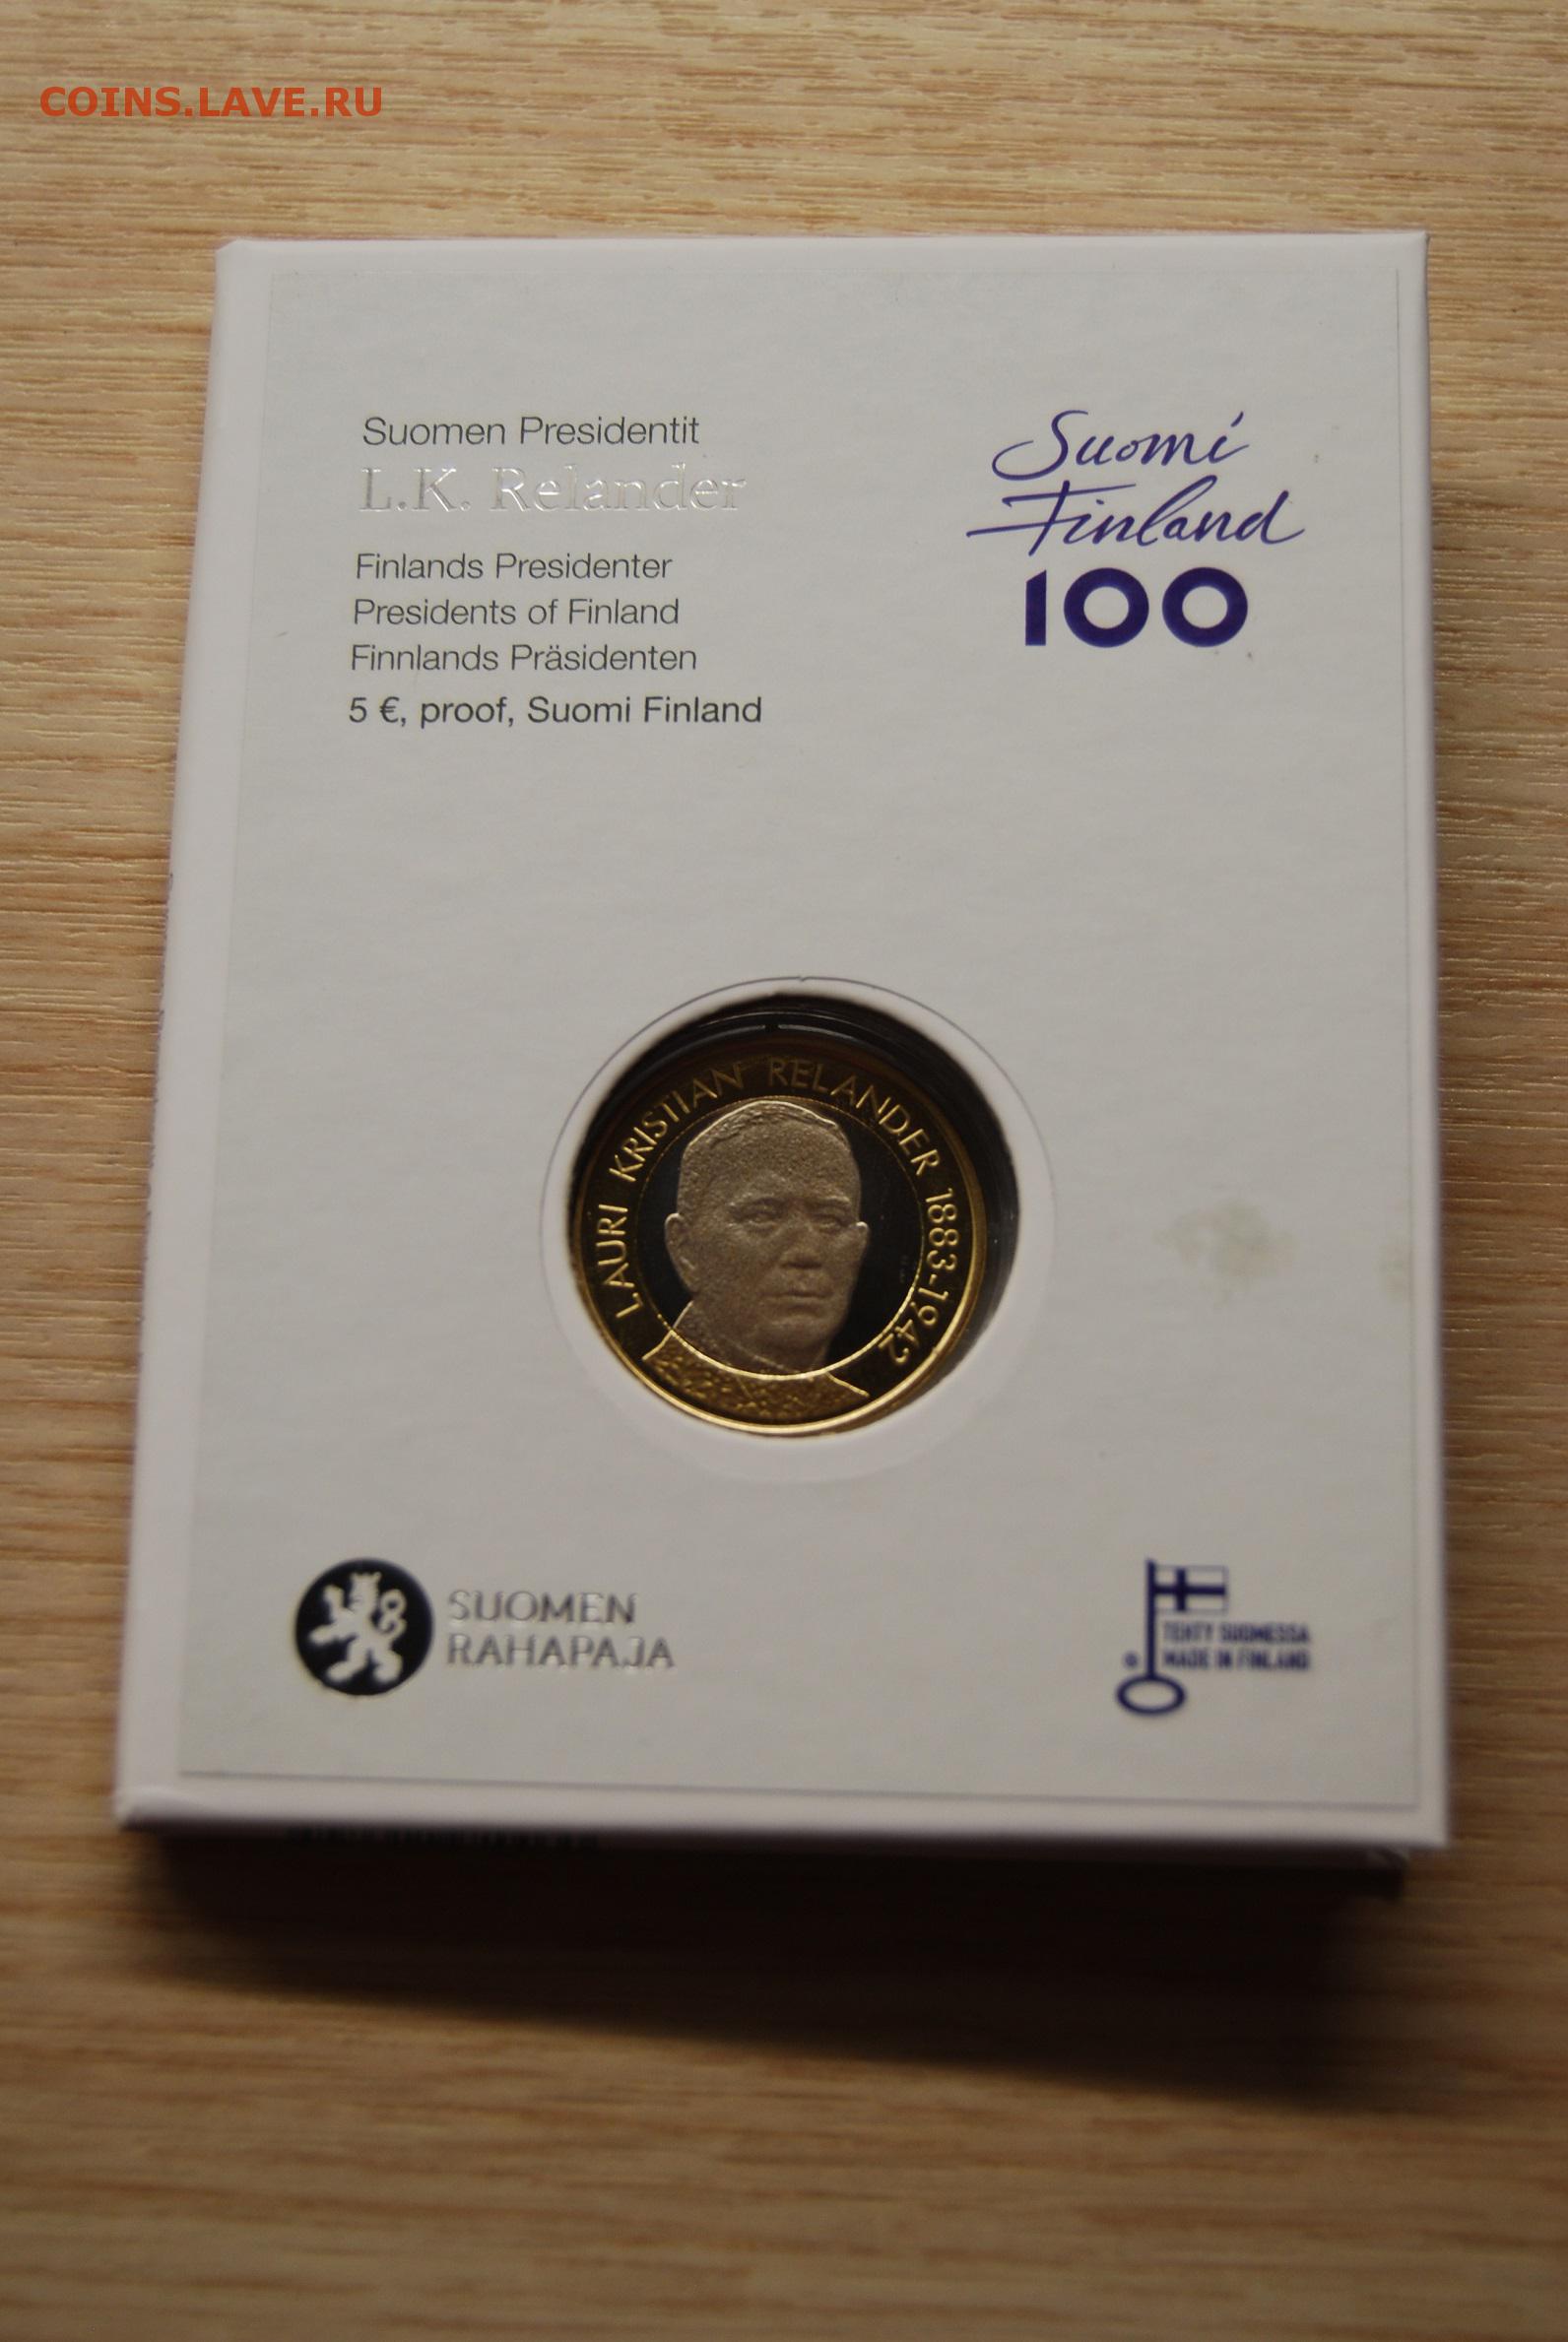 COINS.LAVE.RU
Suomen Presidentit
L.K. Relander
Finlands Presidenter
Presidents of Finland
Finnlands Präsidenten
5 €, proof, Suomi Finland
Suomi
Finland
100
LAURI KRISTIAN RELANDER 1883-1942
SUOMEN
RAHAPAJA
TEHTY SUOMESSA
MADE IN FINLAND